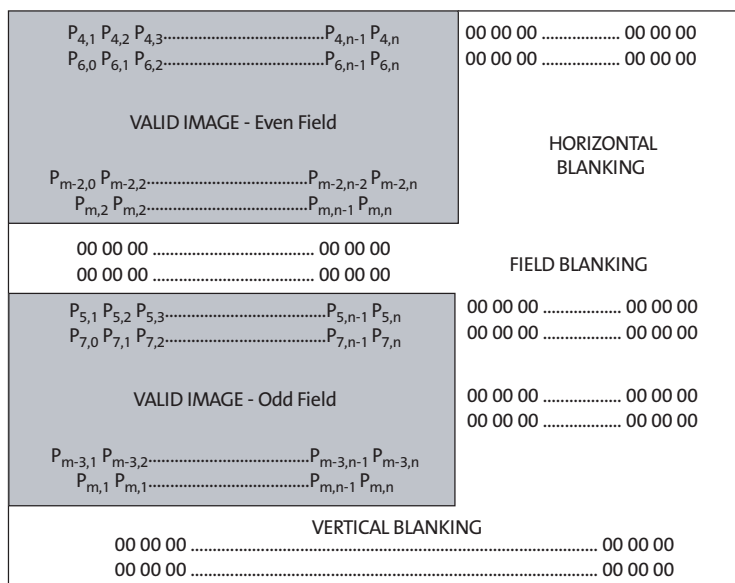 P4,1 P4,2 P4,3.....................................P4,n-1 P4,n 00 00 00 .................. 00 00 00
P6,0 P6,1 P6,2.....................................P6,n-1 P6,n 00 00 00 .................. 00 00 00
VALID IMAGE - Even Field
HORIZONTAL
BLANKING
Pm-2,0 Pm-2,2.....................................Pm-2,n-2 Pm-2,n
Pm,2 Pm,2.....................................Pm,n-1 Pm,n
00 00 00 ..................................... 00 00 00
00 00 00 ..................................... 00 00 00
FIELD BLANKING
P5,1 P5,2 P5,3.....................................P5,n-1 P5,n 00 00 00 .................. 00 00 00
P7,0 P7,1 P7,2.....................................P7,n-1 P7,n 00 00 00 .................. 00 00 00
VALID IMAGE - Odd Field 00 00 00 .................. 00 00 00
00 00 00 .................. 00 00 00
Pm-3,1 Pm-3,2.....................................Pm-3,n-1 Pm-3,n
Pm,1 Pm,1.....................................Pm,n-1 Pm,n
VERTICAL BLANKING
00 00 00 ............................................................................................. 00 00 00
00 00 00 ............................................................................................. 00 00 00